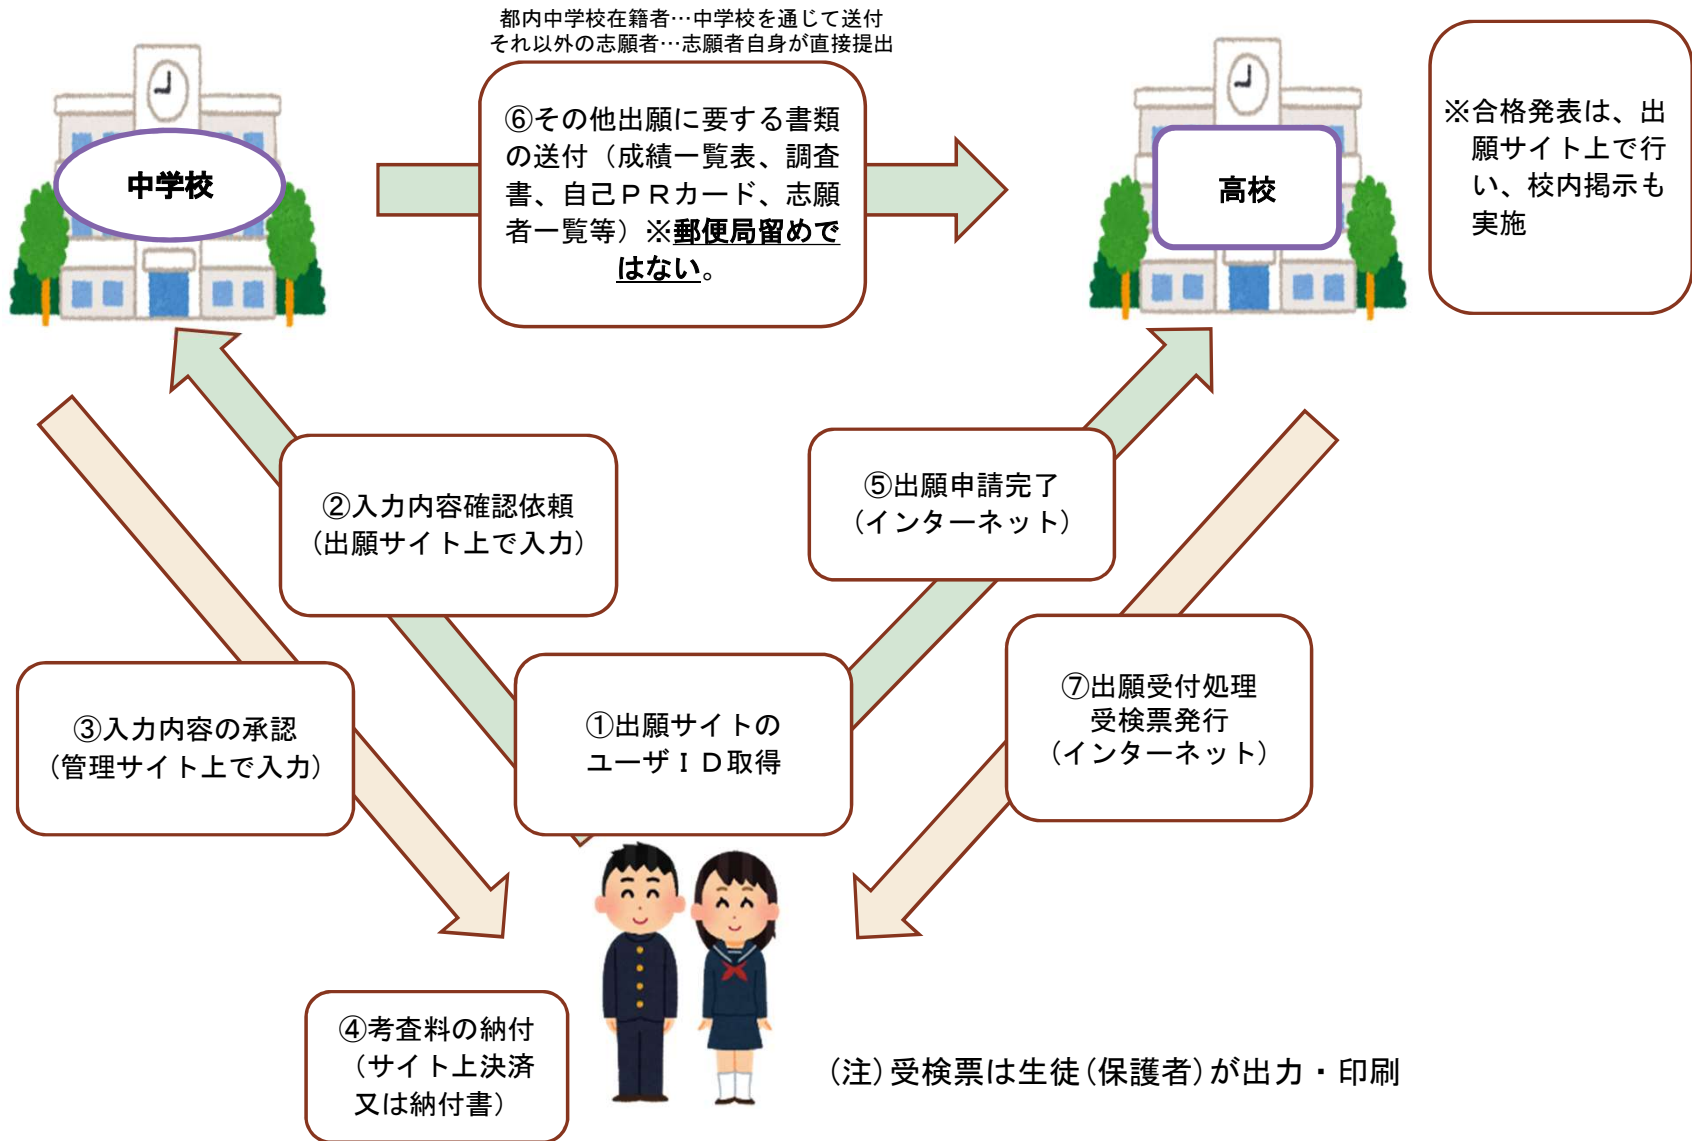 都内中学校在籍者…中学校を通じて送付
それ以外の志願者…志願者自身が直接提出
中学校
⑥その他出願に要する書類
の送付（成績一覧表、調査
書、自己ＰＲカード、志願
者一覧等）※郵便局留めで
はない。
高校
※合格発表は、出
願サイト上で行
い、校内掲示も
実施
②入力内容確認依頼
（出願サイト上で入力）
⑤出願申請完了
（インターネット）
③入力内容の承認
（管理サイト上で入力）
①出願サイトの
ユーザＩＤ取得
⑦出願受付処理
受検票発行
（インターネット）
④考査料の納付
（サイト上決済
又は納付書）
(注)受検票は生徒(保護者)が出力・印刷